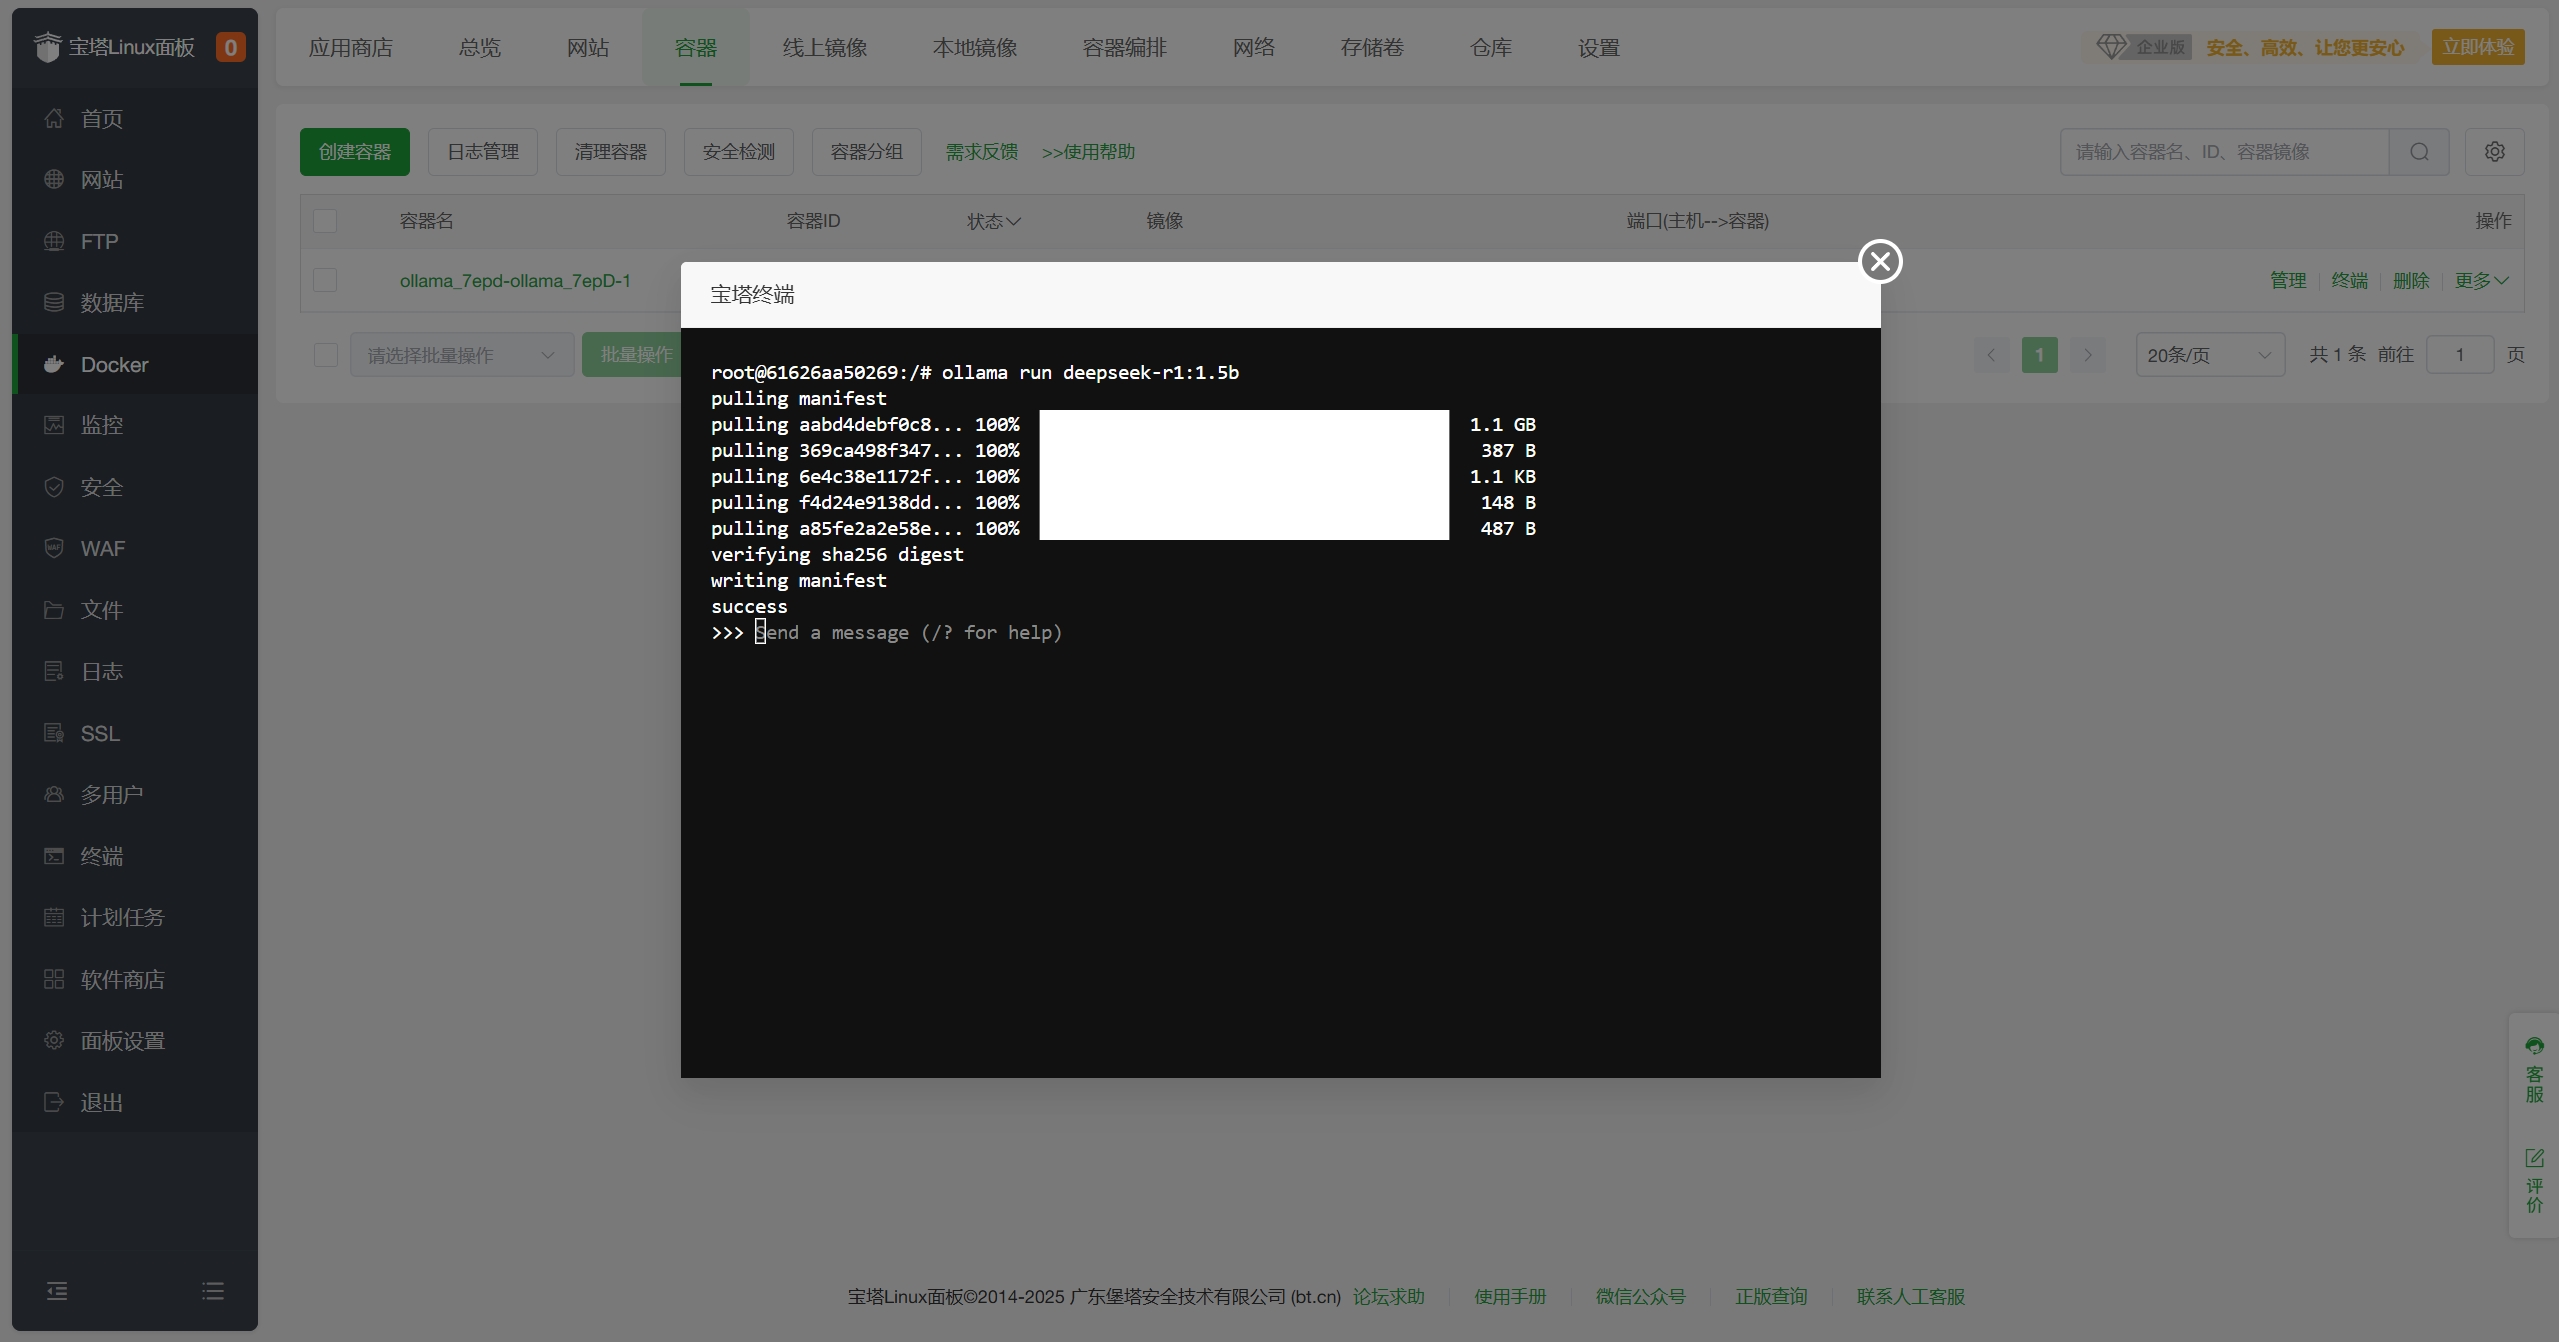 宝塔Linux面板 0
首页
网站
FTP
数据库
Docker
监控
安全
WAF
文件
日志
SSL
多用户
终端
计划任务
软件商店
面板设置
退出
应用商店 总览 网站 容器 线上镜像 本地镜像 容器编排 网络 存储卷 仓库 设置
企业版 安全、高效、让您更安心 立即体验
创建容器 日志管理 清理容器 安全检测 容器分组 需求反馈 >>使用帮助
请输入容器名、ID、容器镜像
容器名 容器ID 状态 镜像 端口(主机-->容器) 操作
ollama_7epd-ollama_7epD-1 管理 终端 删除 更多
请选择批量操作 批量操作 1 20条/页 共 1 条 前往 1 页
宝塔终端
root@61626aa50269:/# ollama run deepseek-r1:1.5b
pulling manifest
pulling aabd4debf0c8... 100% 1.1 GB
pulling 369ca498f347... 100% 387 B
pulling 6e4c38e1172f... 100% 1.1 KB
pulling f4d24e9138dd... 100% 148 B
pulling a85fe2a2e58e... 100% 487 B
verifying sha256 digest
writing manifest
success
>>> Send a message (/? for help)
客服
评价
宝塔Linux面板©2014-2025 广东堡塔安全技术有限公司 (bt.cn) 论坛求助 使用手册 微信公众号 正版查询 联系人工客服